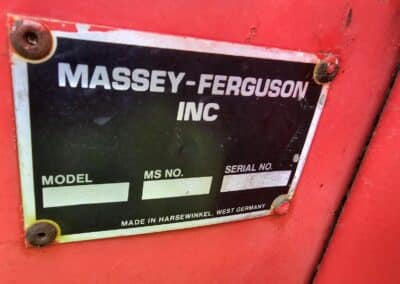 MASSEY-FERGUSON
INC
MODEL MS NO. SERIAL NO.
MADE IN HARSEWINKEL, WEST GERMANY